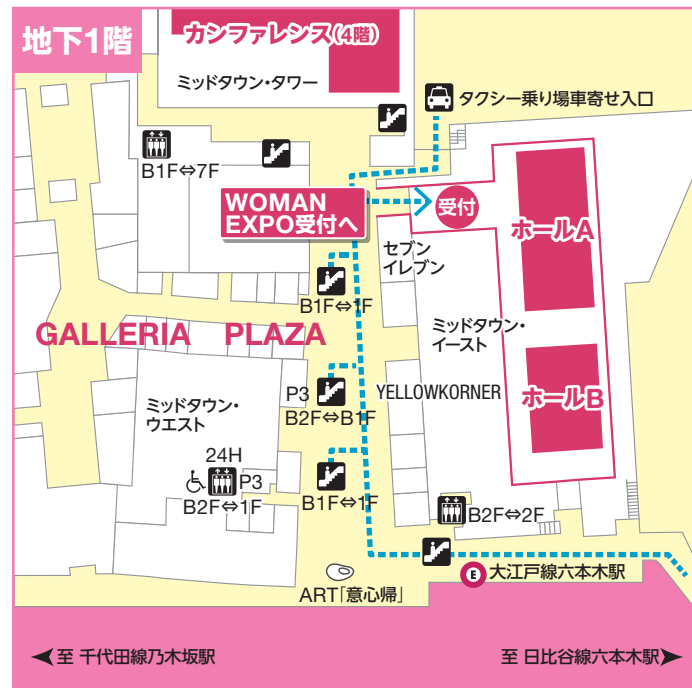 地下1階
カンファレンス(4階)
ミッドタウン・タワー
タクシー乗り場車寄せ入口
B1F⇔7F
WOMAN
EXPO受付へ
受付
ホールA
セブン
イレブン
B1F⇔1F
GALLERIA PLAZA
ミッドタウン・
イースト
P3
B2F⇔B1F
YELLOWKORNER
ホールB
ミッドタウン・
ウエスト
24H
P3
B2F⇔1F
B1F⇔1F
B2F⇔2F
E 大江戸線六本木駅
ART「意心帰」
至 千代田線乃木坂駅
至 日比谷線六本木駅